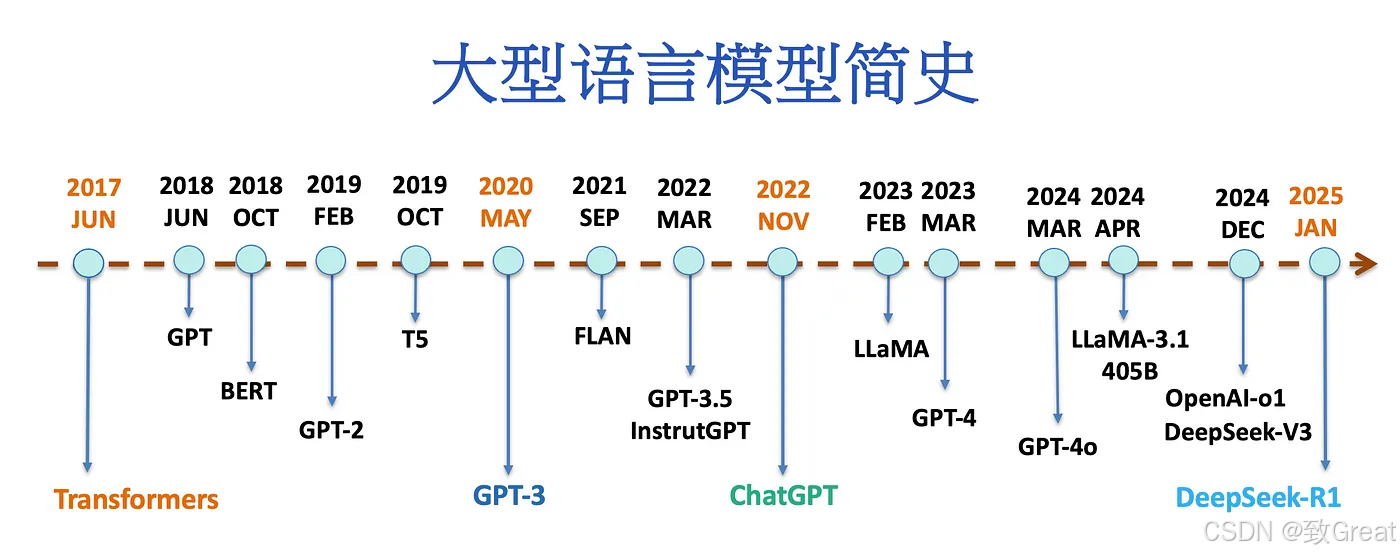 大型语言模型简史
2017
JUN
2018
JUN
2018
OCT
2019
FEB
2019
OCT
2020
MAY
2021
SEP
2022
MAR
2022
NOV
2023
FEB
2023
MAR
2024
MAR
2024
APR
2024
DEC
2025
JAN
Transformers
GPT
BERT
GPT-2
T5
GPT-3
FLAN
GPT-3.5
InstrutGPT
ChatGPT
LLaMA
GPT-4
GPT-4o
LLaMA-3.1
405B
OpenAI-o1
DeepSeek-V3
DeepSeek-R1
CSDN @致Great